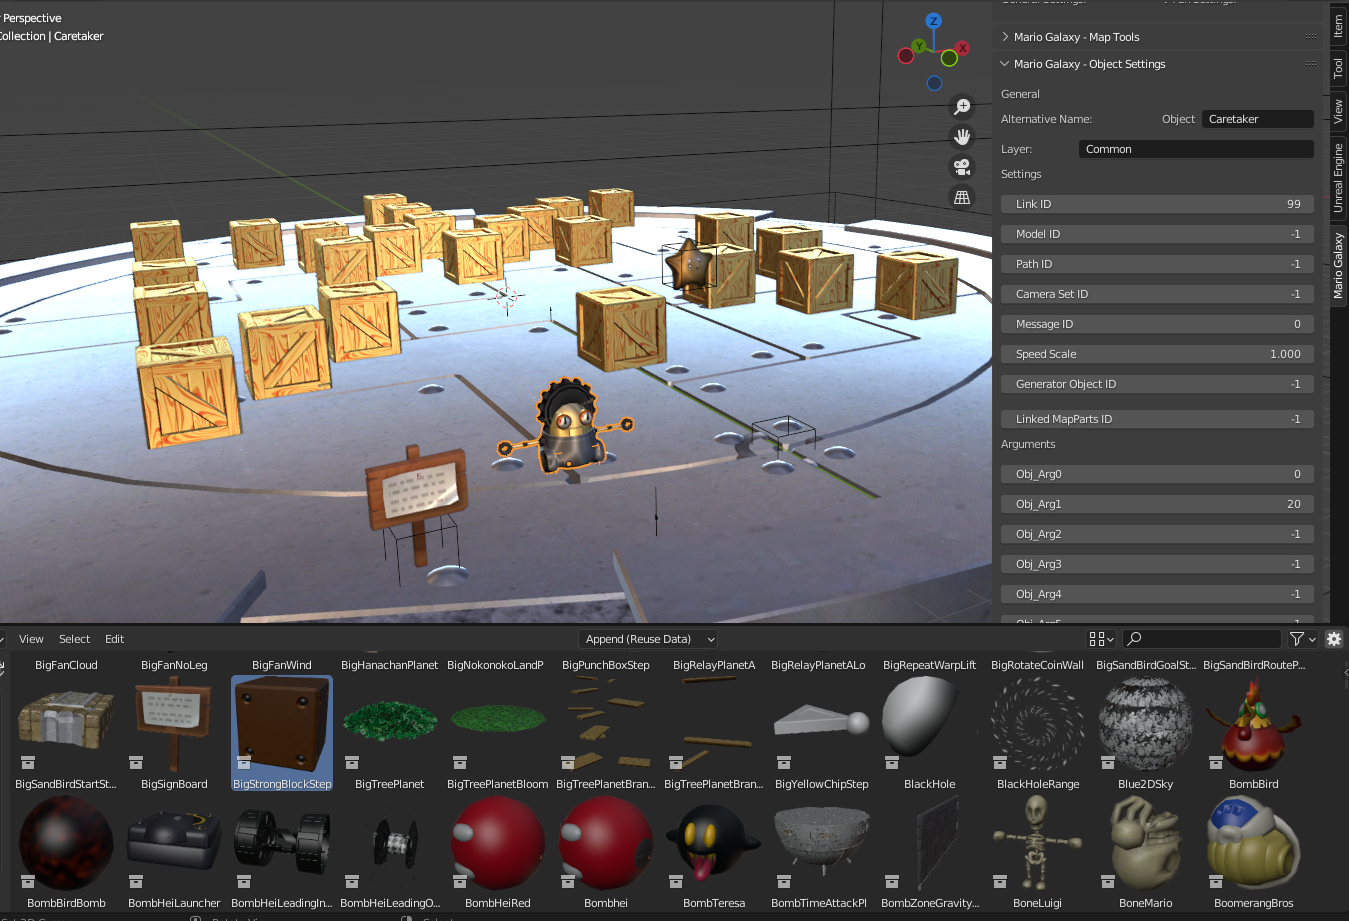 Perspective
Collection | Caretaker
Z
Y
X
Mario Galaxy - Map Tools
Mario Galaxy - Object Settings
General
Alternative Name: Object Caretaker
Layer: Common
Settings
Link ID 99
Model ID -1
Path ID -1
Camera Set ID -1
Message ID 0
Speed Scale 1.000
Generator Object ID -1
Linked MapParts ID -1
Arguments
Obj_Arg0 0
Obj_Arg1 20
Obj_Arg2 -1
Obj_Arg3 -1
Obj_Arg4 -1
Item
Tool
View
Unreal Engine
Mario Galaxy
View Select Edit Append (Reuse Data)
BigFanCloud BigFanNoLeg BigFanWind BigHanachanPlanet BigNokonokoLandP BigPunchBoxStep BigRelayPlanetA BigRelayPlanetALo BigRepeatWarpLift BigRotateCoinWall BigSandBirdGoalSt... BigSandBirdRouteP...
BigSandBirdStartSt... BigSignBoard BigStrongBlockStep BigTreePlanet BigTreePlanetBloom BigTreePlanetBran... BigTreePlanetBran... BigYellowChipStep BlackHole BlackHoleRange Blue2DSky BombBird
BombBirdBomb BombHeiLauncher BombHeiLeadingIn... BombHeiLeadingO... BombHeiRed Bombhei BombTeresa BombTimeAttackPl BombZoneGravity... BoneLuigi BoneMario BoomerangBros